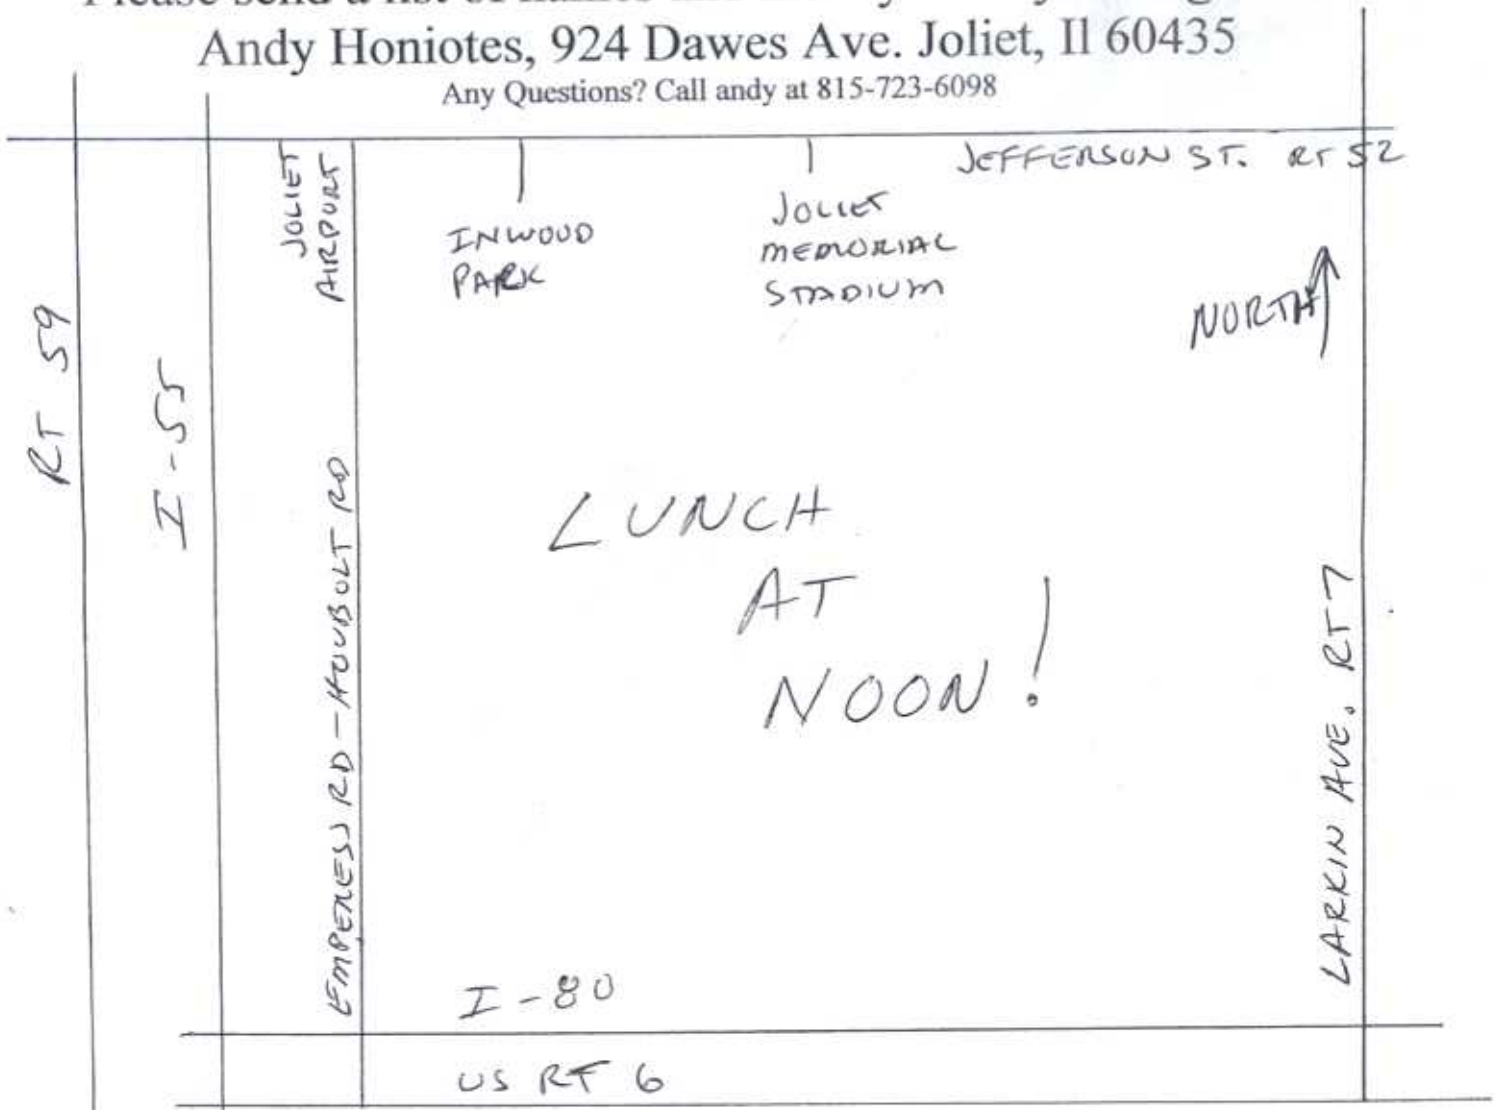 Andy Honiotes, 924 Dawes Ave. Joliet, Il 60435
Any Questions? Call andy at 815-723-6098
JEFFERSON ST. RT 52
JOLIET
AIRPORT
INWOOD
PARK
JOLIET
MEMORIAL
STADIUM
NORTH
RT 59
I-55
EMPERESS RD - HOUBOLT RD
LUNCH
AT
NOON!
LARKIN AVE. RT 7
I-80
US RT 6